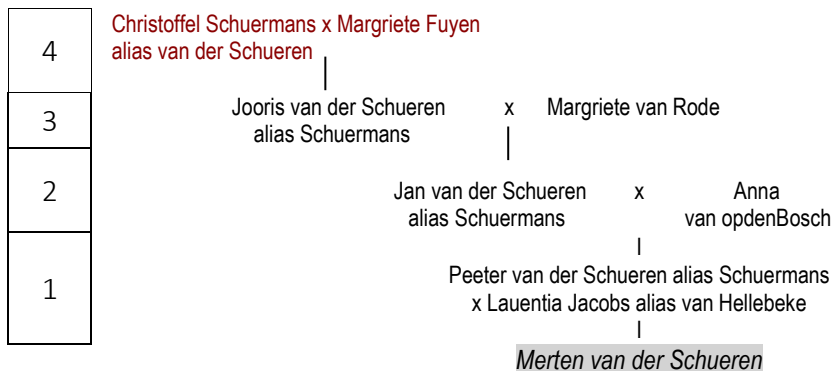 4
Christoffel Schuermans x Margriete Fuyen
alias van der Schueren
3
Jooris van der Schueren x Margriete van Rode
alias Schuermans
2
Jan van der Schueren x Anna
alias Schuermans van opdenBosch
1
Peeter van der Schueren alias Schuermans
x Lauentia Jacobs alias van Hellebeke
Merten van der Schueren